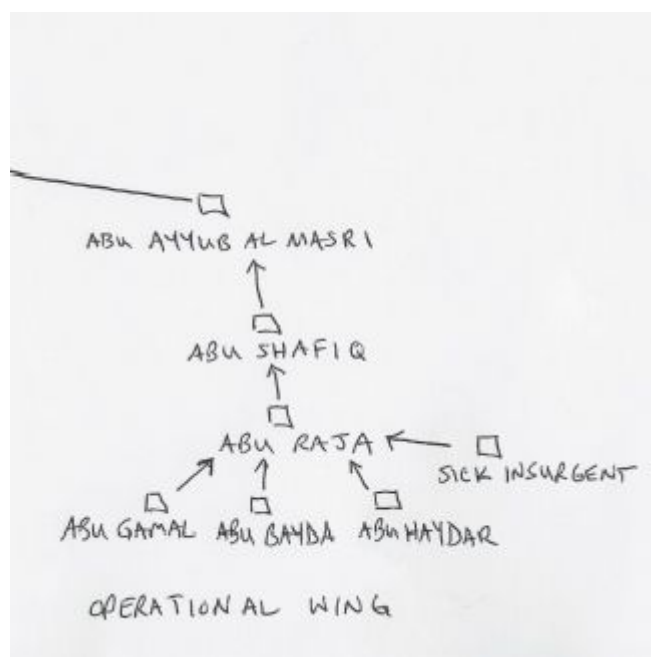 ABU AYYUB AL MASRI
ABU SHAFIQ
ABU RAJA
SICK INSURGENT
ABU GAMAL ABU BAYDA ABU HAYDAR
OPERATIONAL WING